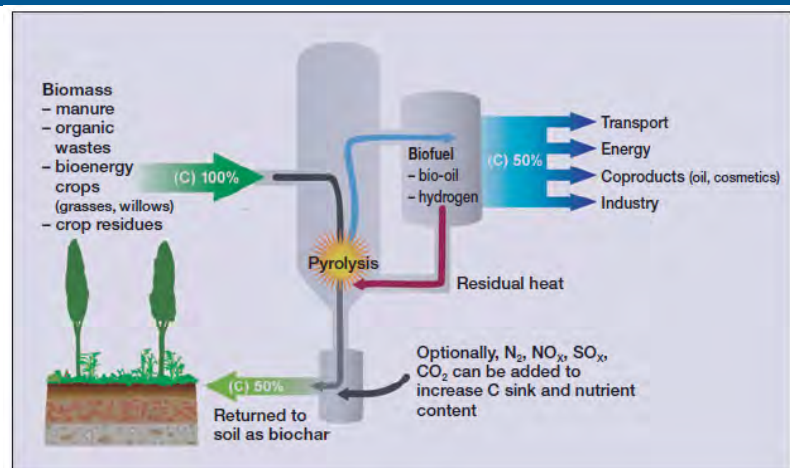 Biomass
– manure
– organic
wastes
– bioenergy
crops
(grasses, willows)
– crop residues
(C) 100%
Pyrolysis
Biofuel
– bio-oil
– hydrogen
(C) 50%
Transport
Energy
Coproducts (oil, cosmetics)
Industry
Residual heat
Optionally, N₂, NOₓ, SOₓ,
CO₂ can be added to
increase C sink and nutrient
content
(C) 50%
Returned to
soil as biochar